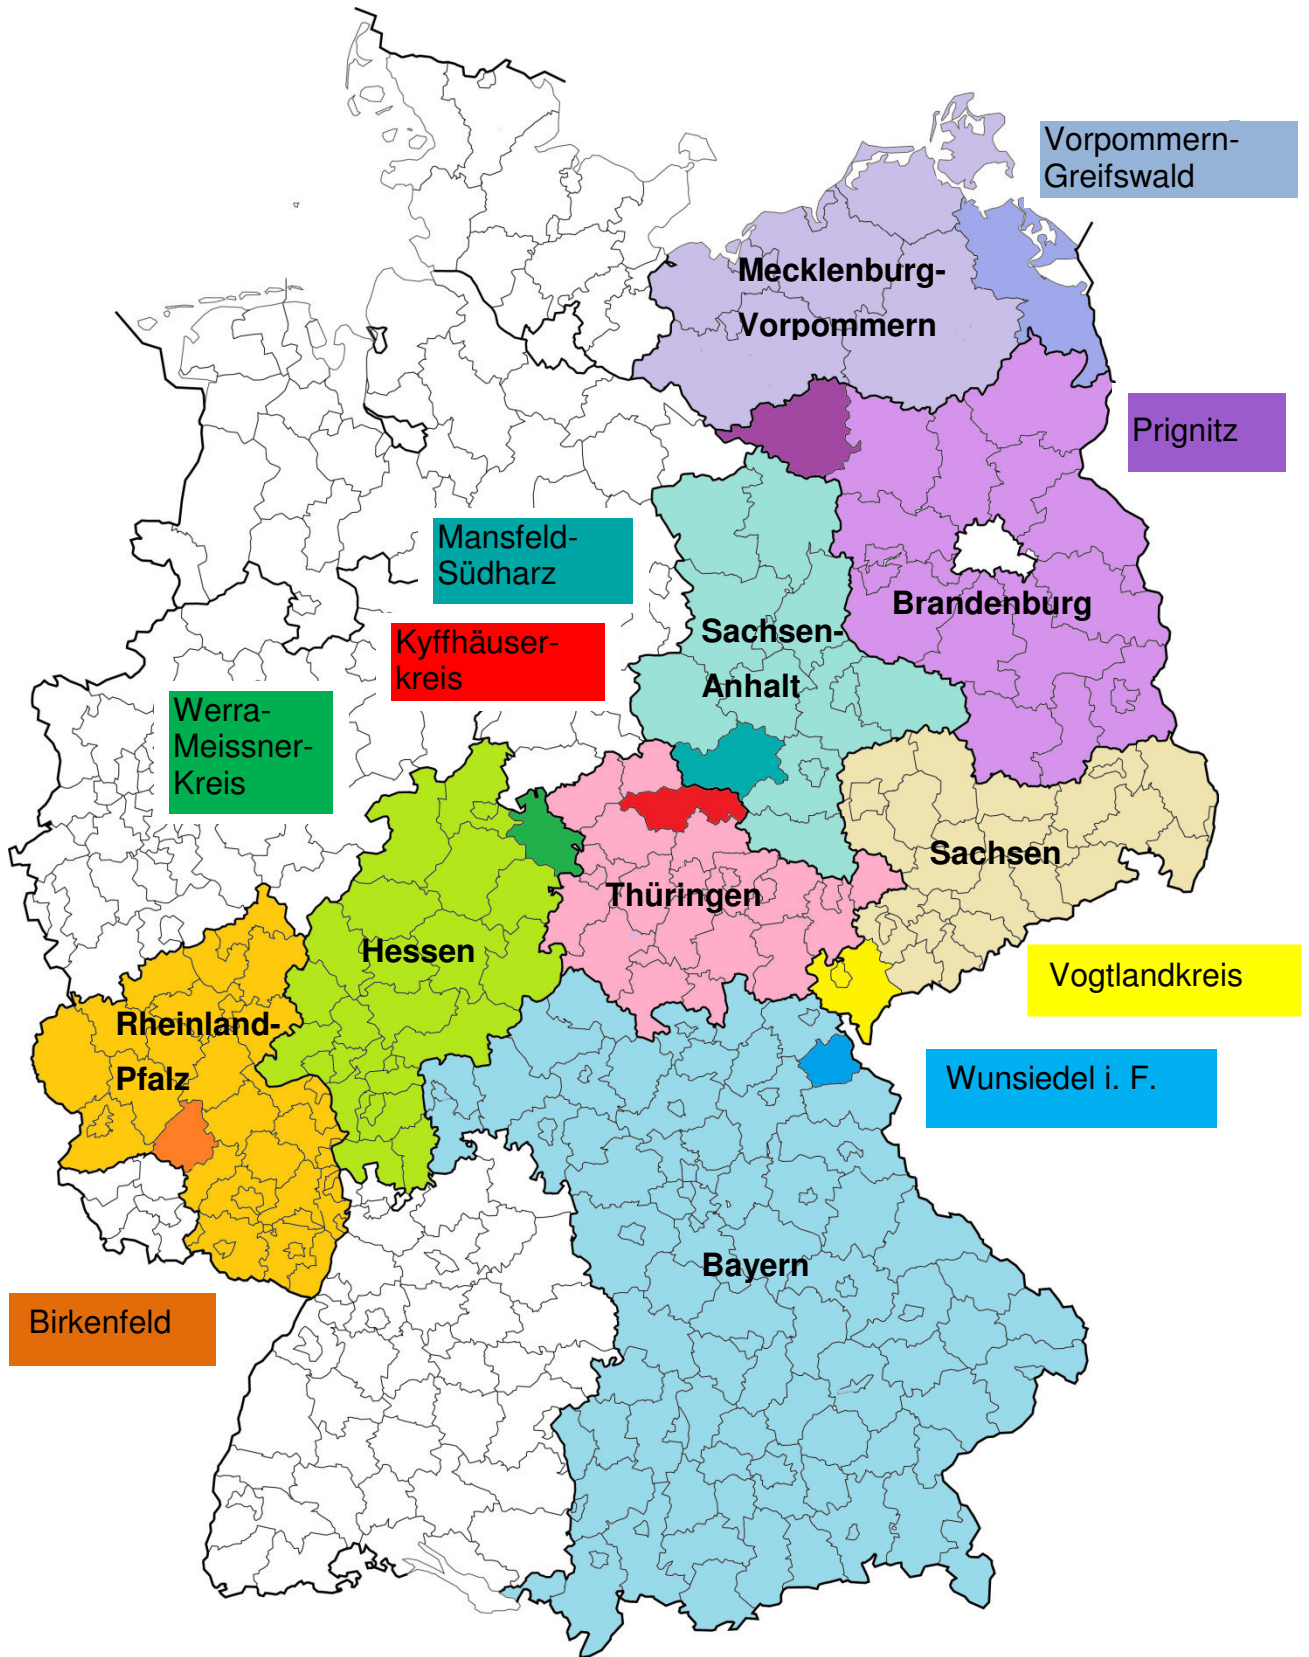 Vorpommern-
Greifswald
Mecklenburg-
Vorpommern
Prignitz
Mansfeld-
Südharz
Brandenburg
Sachsen-
Anhalt
Kyffhäuser-
kreis
Werra-
Meissner-
Kreis
Sachsen
Thüringen
Hessen
Vogtlandkreis
Rheinland-
Pfalz
Wunsiedel i. F.
Bayern
Birkenfeld